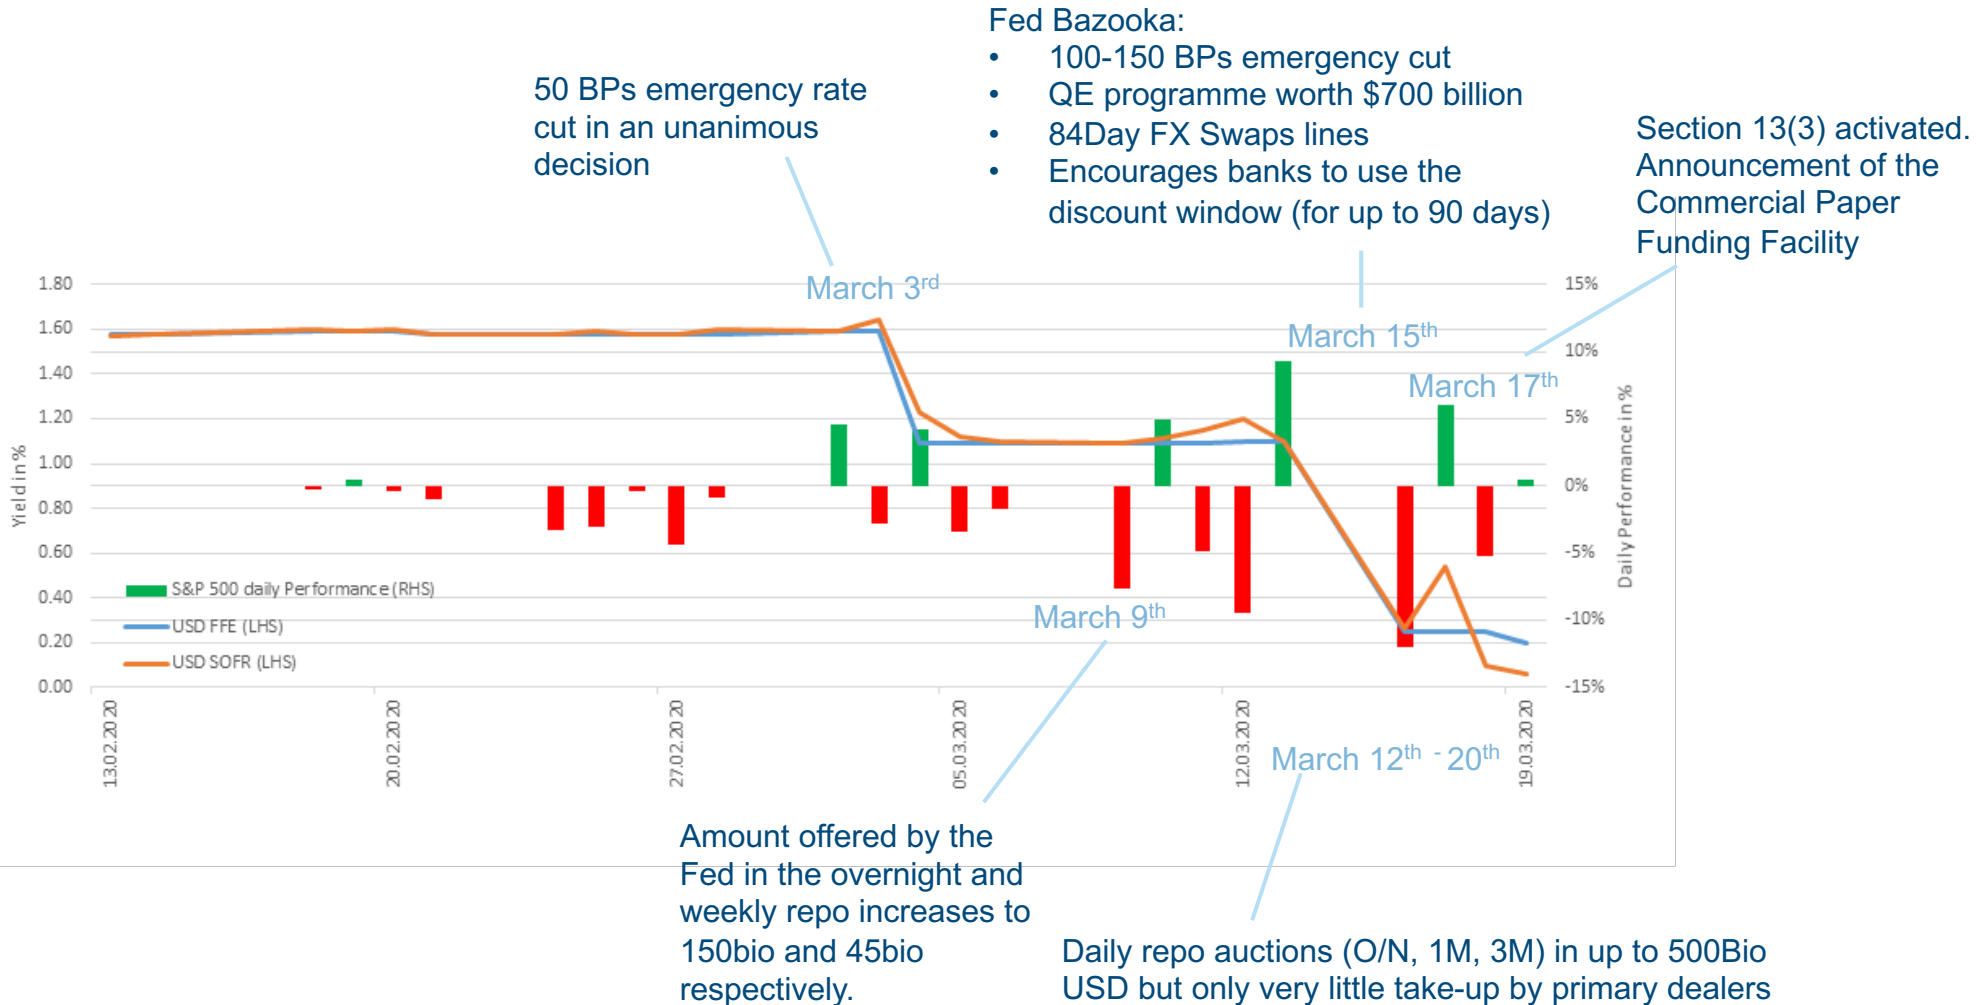 Fed Bazooka:
• 100-150 BPs emergency cut
• QE programme worth $700 billion
• 84Day FX Swaps lines
• Encourages banks to use the
discount window (for up to 90 days)
50 BPs emergency rate
cut in an unanimous
decision
Section 13(3) activated.
Announcement of the
Commercial Paper
Funding Facility
March 3rd
March 15th
March 17th
1.80
1.60
1.40
1.20
1.00
0.80
0.60
0.40
0.20
0.00
Yield in %
15%
10%
5%
0%
-5%
-10%
-15%
Daily Performance in %
S&P 500 daily Performance (RHS)
USD FFE (LHS)
USD SOFR (LHS)
March 9th
13.02.2020
20.02.2020
27.02.2020
05.03.2020
12.03.2020
19.03.2020
March 12th - 20th
Amount offered by the
Fed in the overnight and
weekly repo increases to
150bio and 45bio
respectively.
Daily repo auctions (O/N, 1M, 3M) in up to 500Bio
USD but only very little take-up by primary dealers